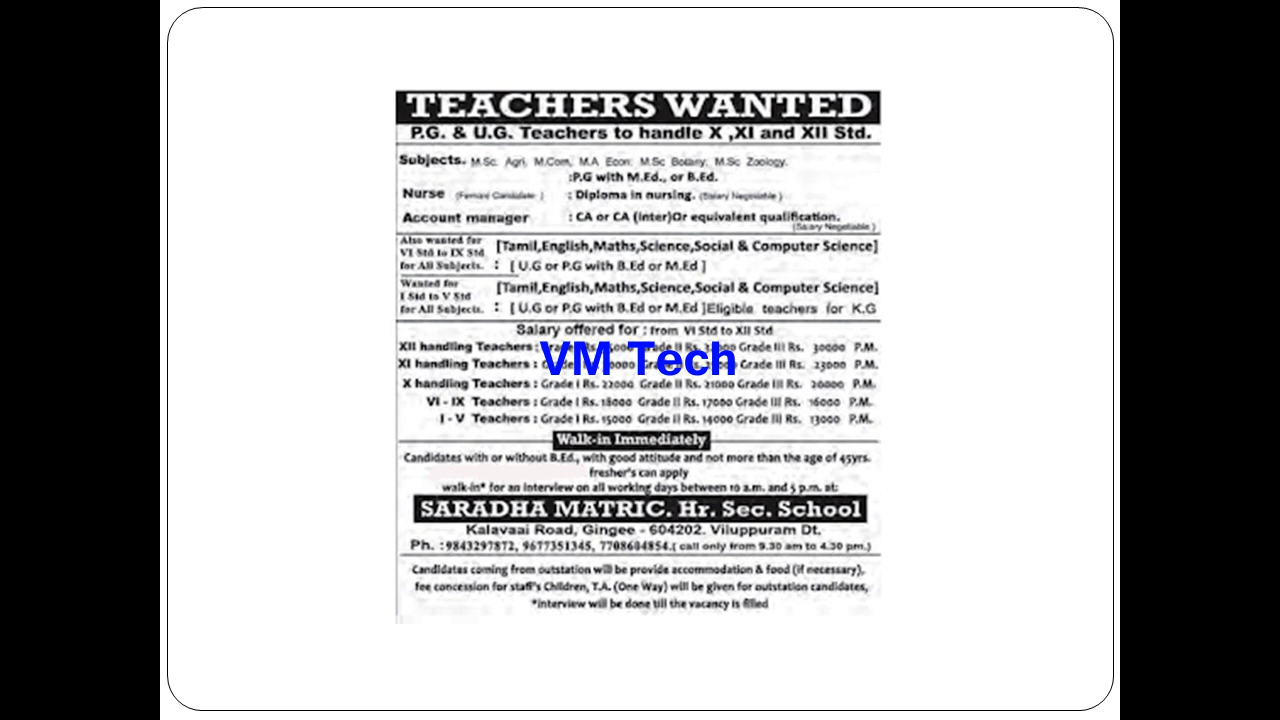 TEACHERS WANTED
P.G. & U.G. Teachers to handle X ,XI and XII Std.
Subjects. M.Sc. Agri, M.Com, M.A Econ. M.Sc Botany, M.Sc Zoology.
:P.G with M.Ed., or B.Ed.
Nurse (Female Candidate ) : Diploma in nursing. (Salary Negotiable )
Account manager : CA or CA (inter)Or equivalent qualification.
(Salary Negotiable )
Also wanted for
VI Std to IX Std
for All Subjects. : [Tamil,English,Maths,Science,Social & Computer Science]
[ U.G or P.G with B.Ed or M.Ed ]
Wanted for
I Std to V Std
for All Subjects. : [Tamil,English,Maths,Science,Social & Computer Science]
[ U.G or P.G with B.Ed or M.Ed ]Eligible teachers for K.G
Salary offered for : from VI Std to XII Std
XII handling Teachers : Grade III Rs. 30000 P.M.
XI handling Teachers : Grade III Rs. 23000 P.M.
VM Tech
X handling Teachers : Grade I Rs. 22000 Grade II Rs. 21000 Grade III Rs. 20000 P.M.
VI - IX Teachers : Grade I Rs. 18000 Grade II Rs. 17000 Grade III Rs. 16000 P.M.
I - V Teachers : Grade I Rs. 15000 Grade II Rs. 14000 Grade III Rs. 13000 P.M.
Walk-in Immediately
Candidates with or without B.Ed., with good attitude and not more than the age of 45yrs.
fresher's can apply
walk-in* for an interview on all working days between 10 a.m. and 5 p.m. at:
SARADHA MATRIC. Hr. Sec. School
Kalavaai Road, Gingee - 604202. Viluppuram Dt.
Ph. :9843297872, 9677351345, 7708604854.( call only from 9.30 am to 4.30 pm.)
Candidates coming from outstation will be provide accommodation & food (if necessary),
fee concession for staff's Children, T.A. (One Way) will be given for outstation candidates,
*interview will be done till the vacancy is filled